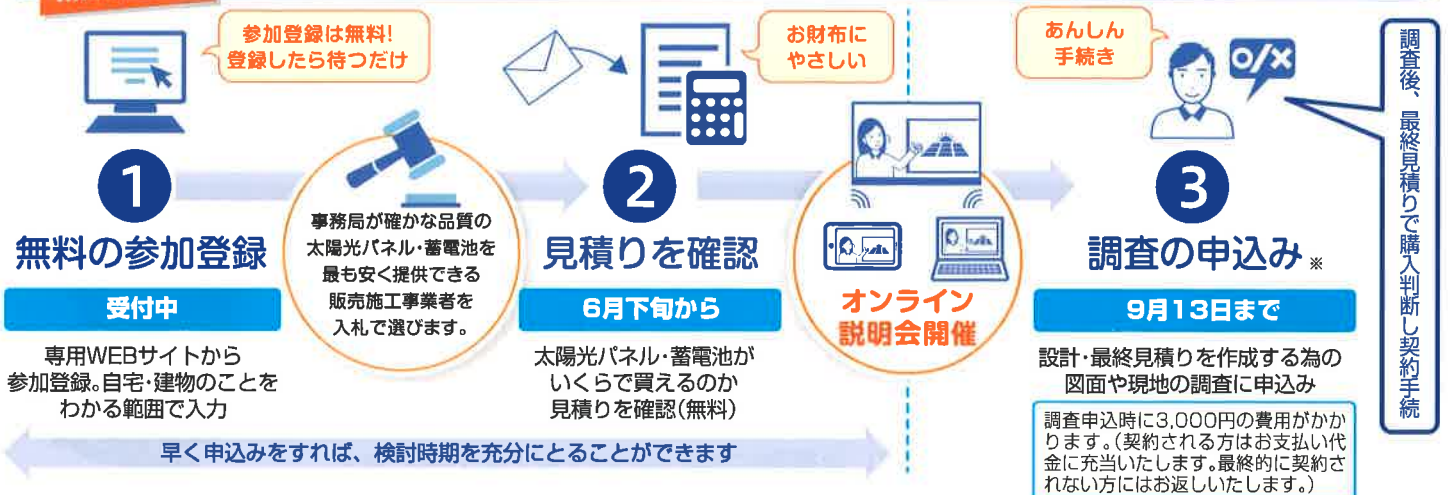 参加登録は無料!
登録したら待つだけ
1
無料の参加登録
受付中
専用WEBサイトから
参加登録。自宅・建物のことを
わかる範囲で入力
事務局が確かな品質の
太陽光パネル・蓄電池を
最も安く提供できる
販売施工事業者を
入札で選びます。
お財布に
やさしい
2
見積りを確認
6月下旬から
太陽光パネル・蓄電池が
いくらで買えるのか
見積りを確認(無料)
オンライン
説明会開催
あんしん
手続き
o/×
3
調査の申込み ※
9月13日まで
設計・最終見積りを作成する為の
図面や現地の調査に申込み
調査申込時に3,000円の費用がかか
ります。(契約される方はお支払い代
金に充当いたします。最終的に契約さ
れない方にはお返しいたします。)
調査後、最終見積りで購入判断し契約手続
早く申込みをすれば、検討時期を充分にとることができます